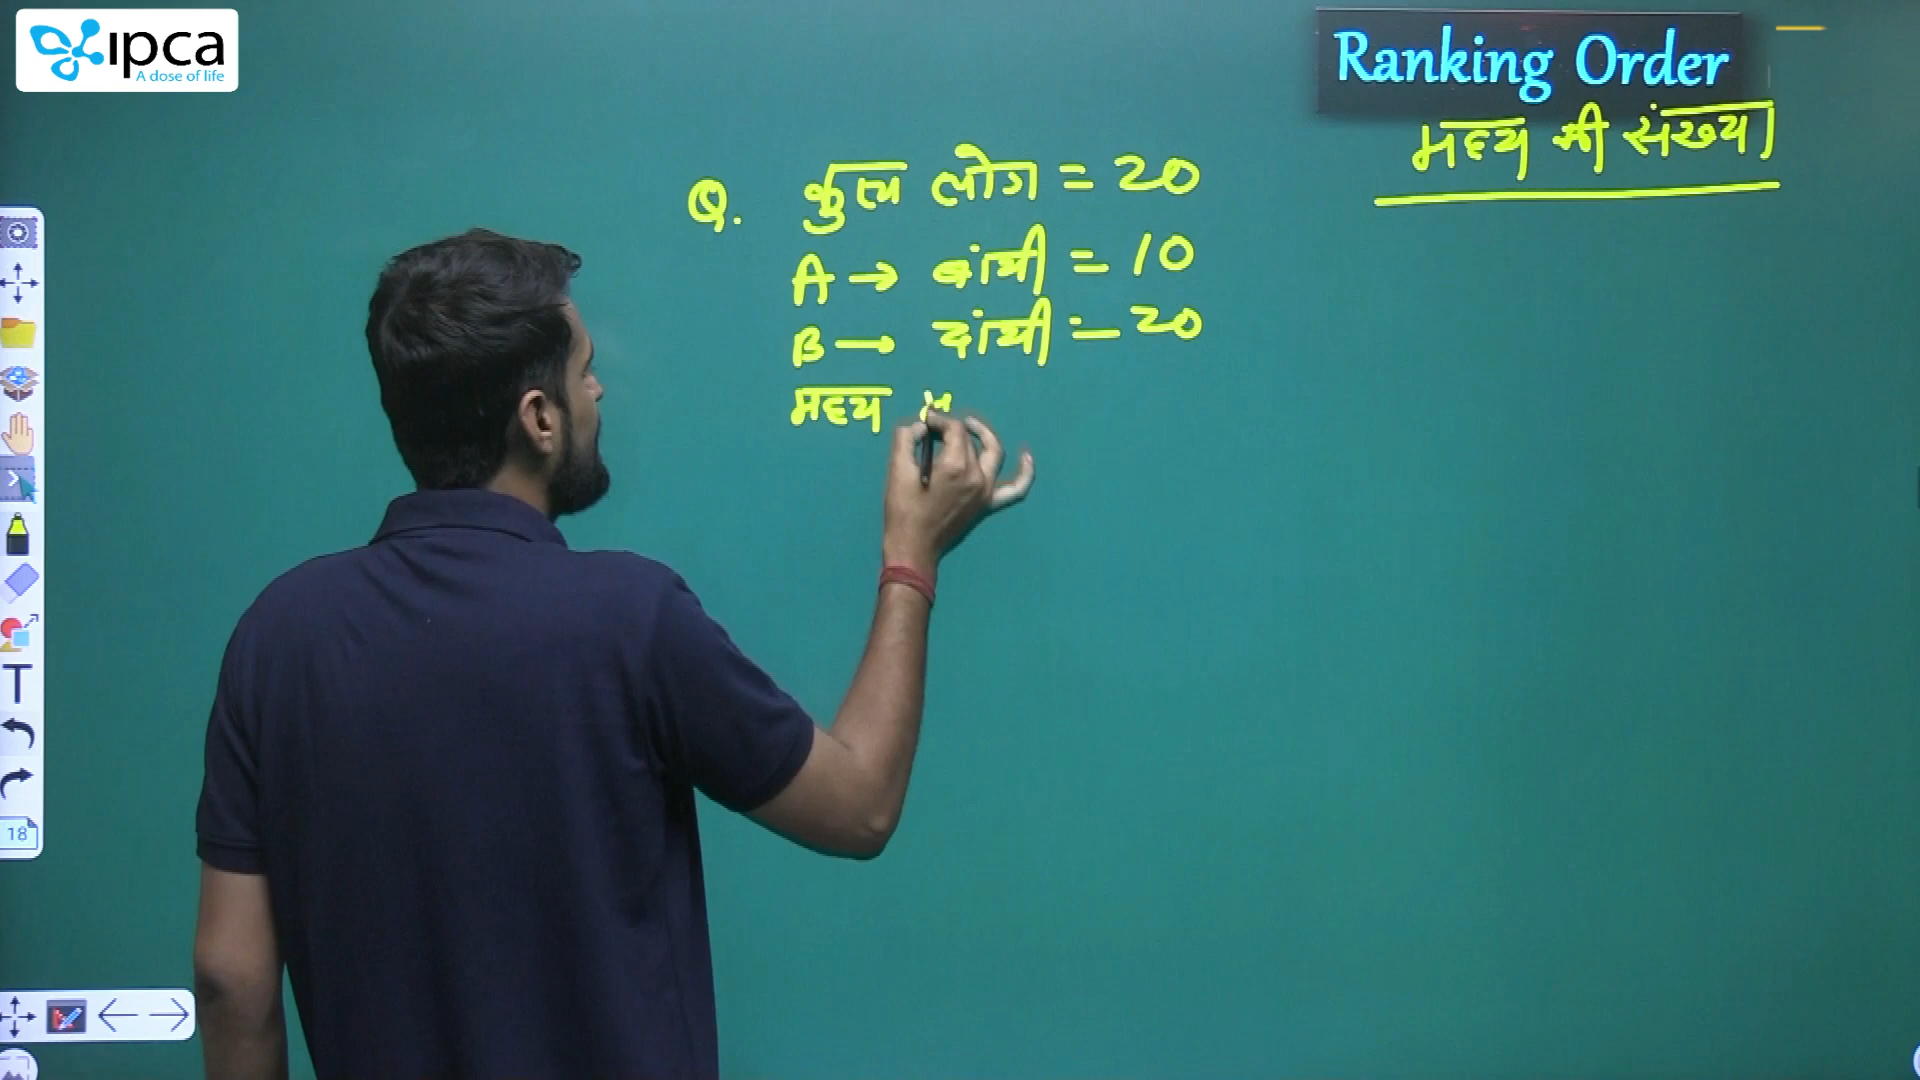 ipca
A dose of life
Ranking Order
मध्य की संख्या
Q. कुल लोग = 20
A → बांयी = 10
B → दांयी = 20
मध्य
T
18